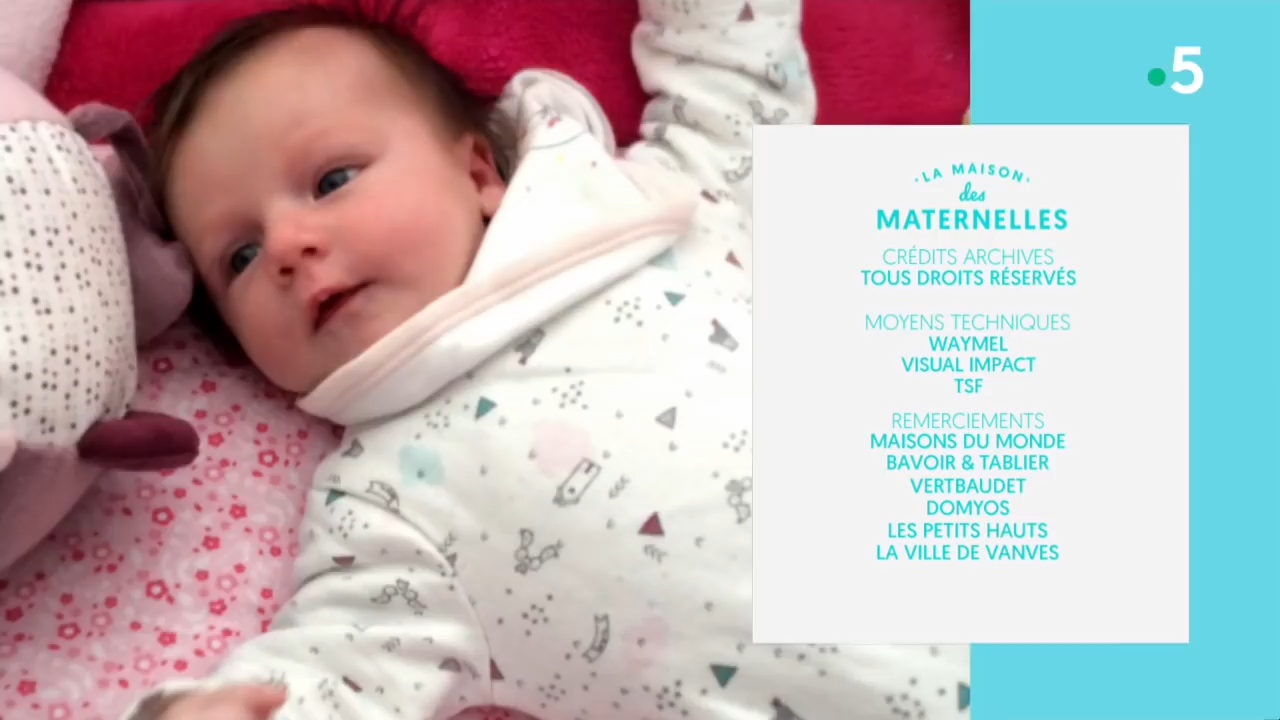 5
·LA MAISON·
des
MATERNELLES
CRÉDITS ARCHIVES
TOUS DROITS RÉSERVÉS
MOYENS TECHNIQUES
WAYMEL
VISUAL IMPACT
TSF
REMERCIEMENTS
MAISONS DU MONDE
BAVOIR & TABLIER
VERTBAUDET
DOMYOS
LES PETITS HAUTS
LA VILLE DE VANVES